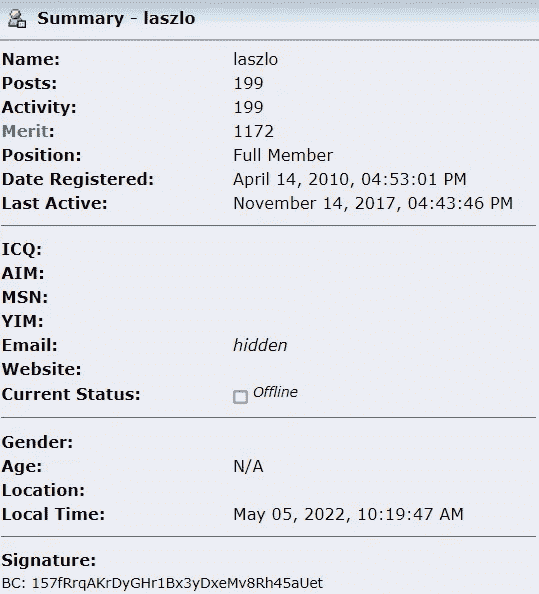 Summary - laszlo
Name: laszlo
Posts: 199
Activity: 199
Merit: 1172
Position: Full Member
Date Registered: April 14, 2010, 04:53:01 PM
Last Active: November 14, 2017, 04:43:46 PM
ICQ:
AIM:
MSN:
YIM:
Email: hidden
Website:
Current Status: Offline
Gender:
Age: N/A
Location:
Local Time: May 05, 2022, 10:19:47 AM
Signature:
BC: 157fRrqAKrDyGHr1Bx3yDxeMv8Rh45aUet